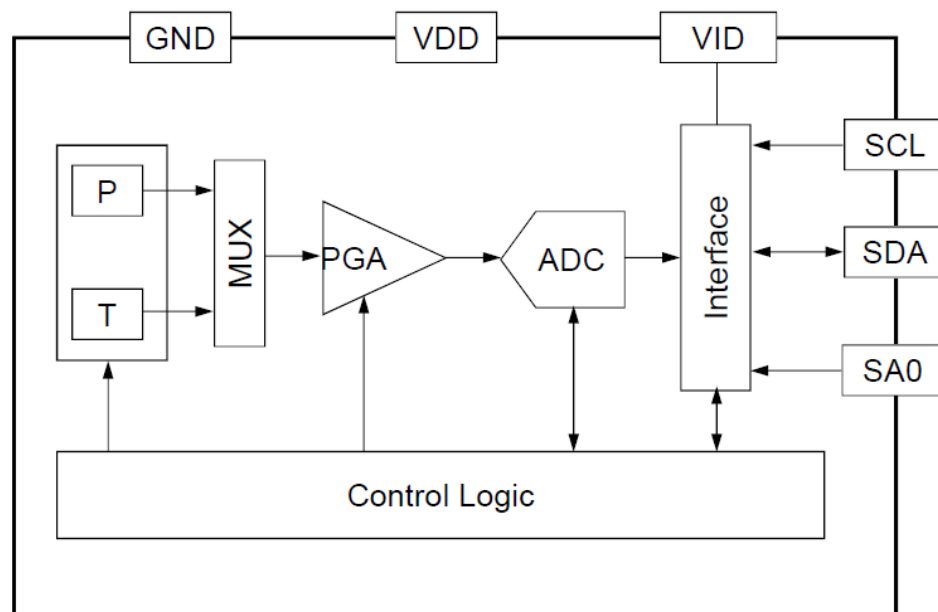 GND
VDD
VID
SCL
P
MUX
PGA
ADC
Interface
SDA
T
SA0
Control Logic